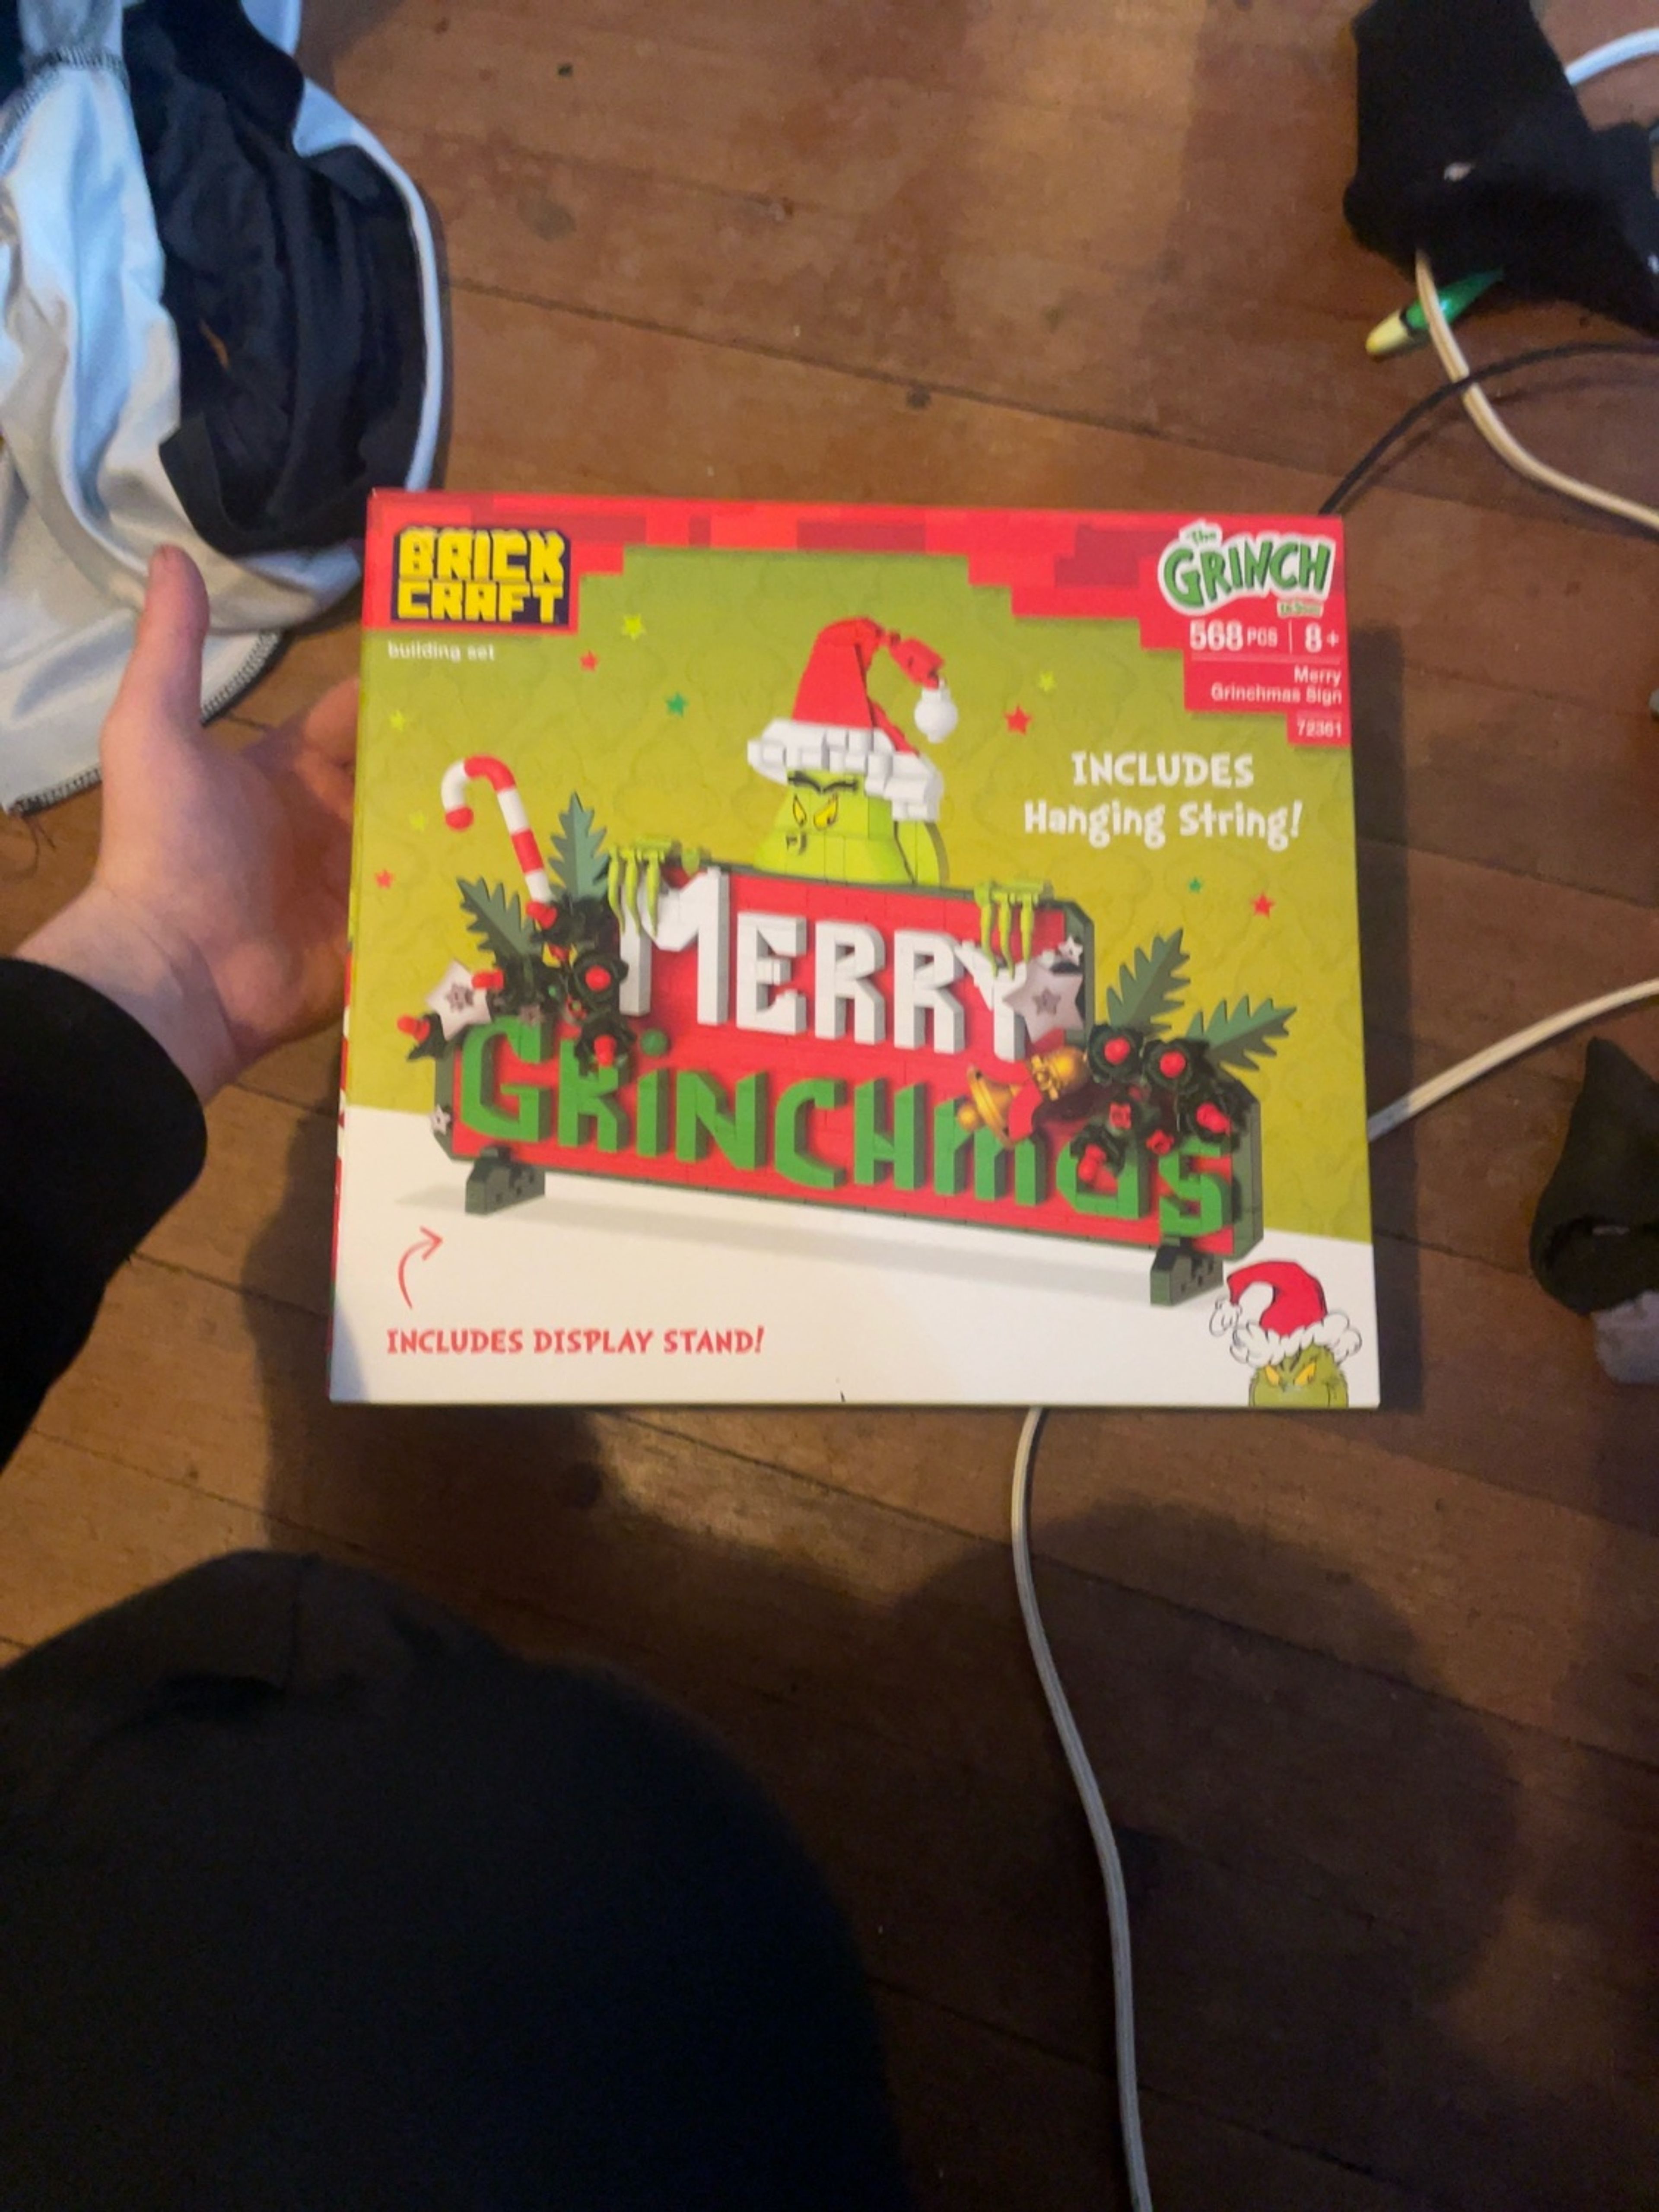 BRICK
CRAFT
building set
The
GRINCH
568 PCS | 8+
Merry
Grinchmas Sign
72361
INCLUDES
Hanging String!
MERRY
GRiNCHmas
INCLUDES DISPLAY STAND!